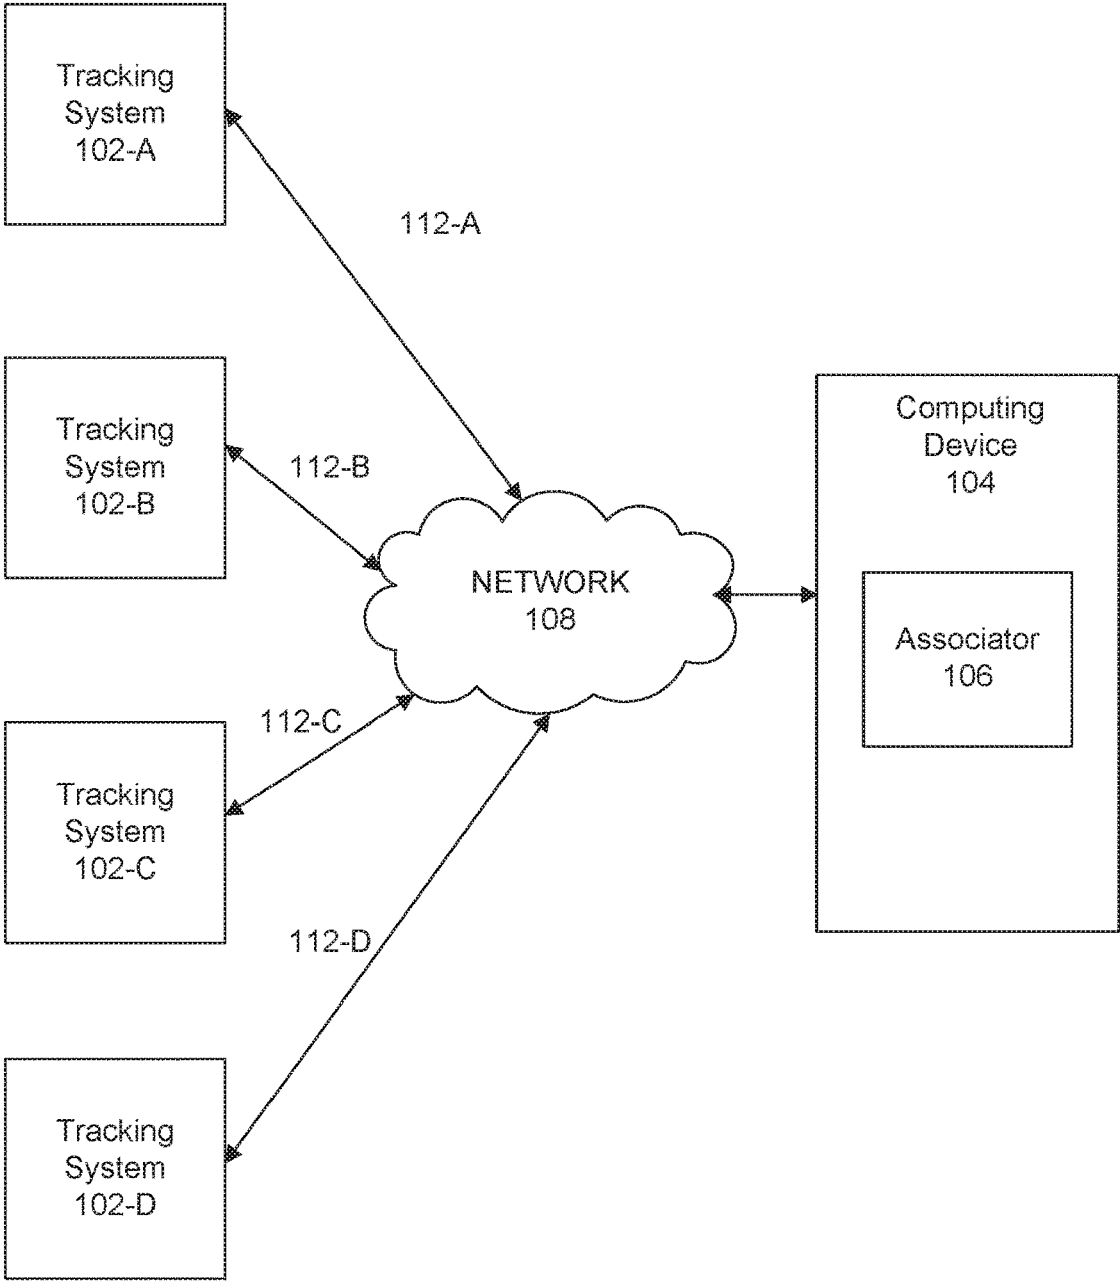 Tracking
System
102-A
112-A
Tracking
System
102-B
112-B
NETWORK
108
Computing
Device
104
Associator
106
112-C
Tracking
System
102-C
112-D
Tracking
System
102-D